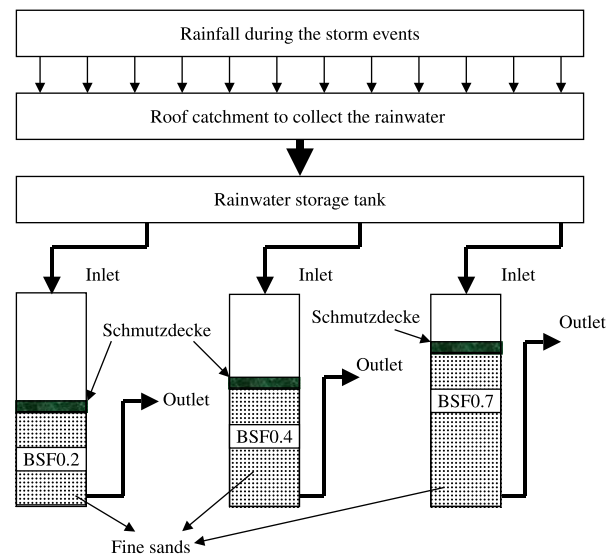 Rainfall during the storm events
Roof catchment to collect the rainwater
Rainwater storage tank
Inlet
Inlet
Inlet
Schmutzdecke
Schmutzdecke
Outlet
Outlet
Outlet
BSF0.2
BSF0.4
BSF0.7
Fine sands